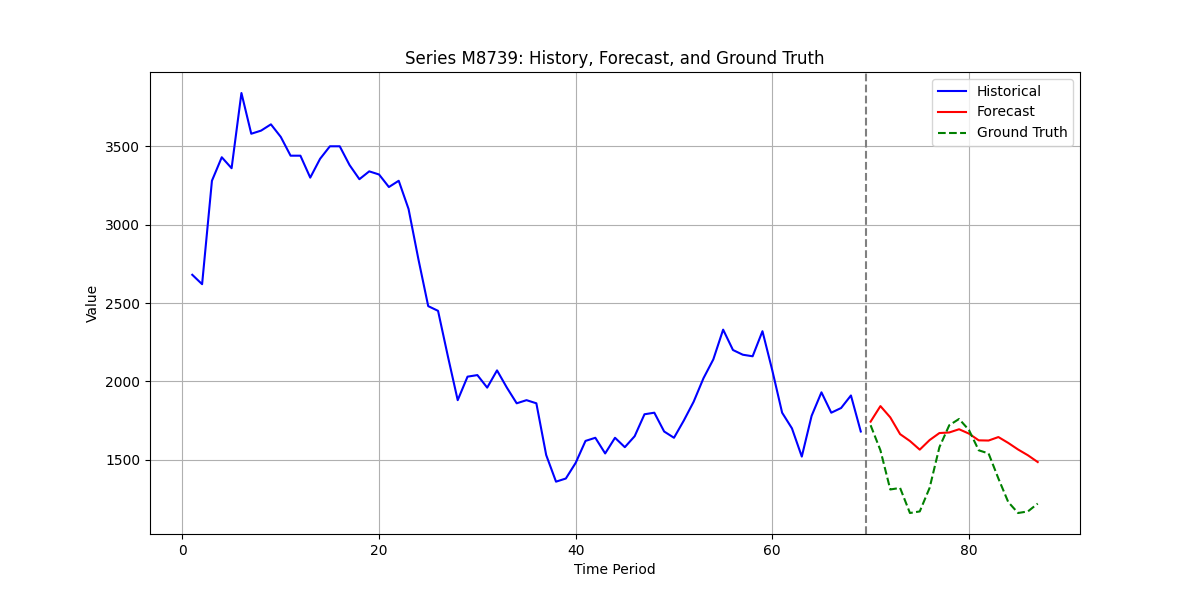 Series M8739: History, Forecast, and Ground Truth
Historical
Forecast
Ground Truth
Value
3500
3000
2500
2000
1500
0 20 40 60 80
Time Period